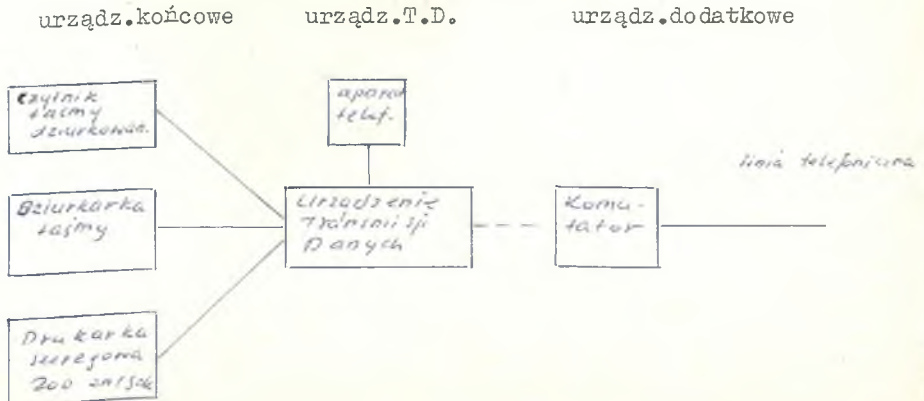 urządz.końcowe urządz.T.D. urządz.dodatkowe
Czytnik
taśmy
dziurkowan.
aparat
telef.
linia telefoniczna
Dziurkarka
taśmy
Urządzenie
Transmisji
Danych
Komu-
tator
Drukarka
szeregowa
200 zn/sek